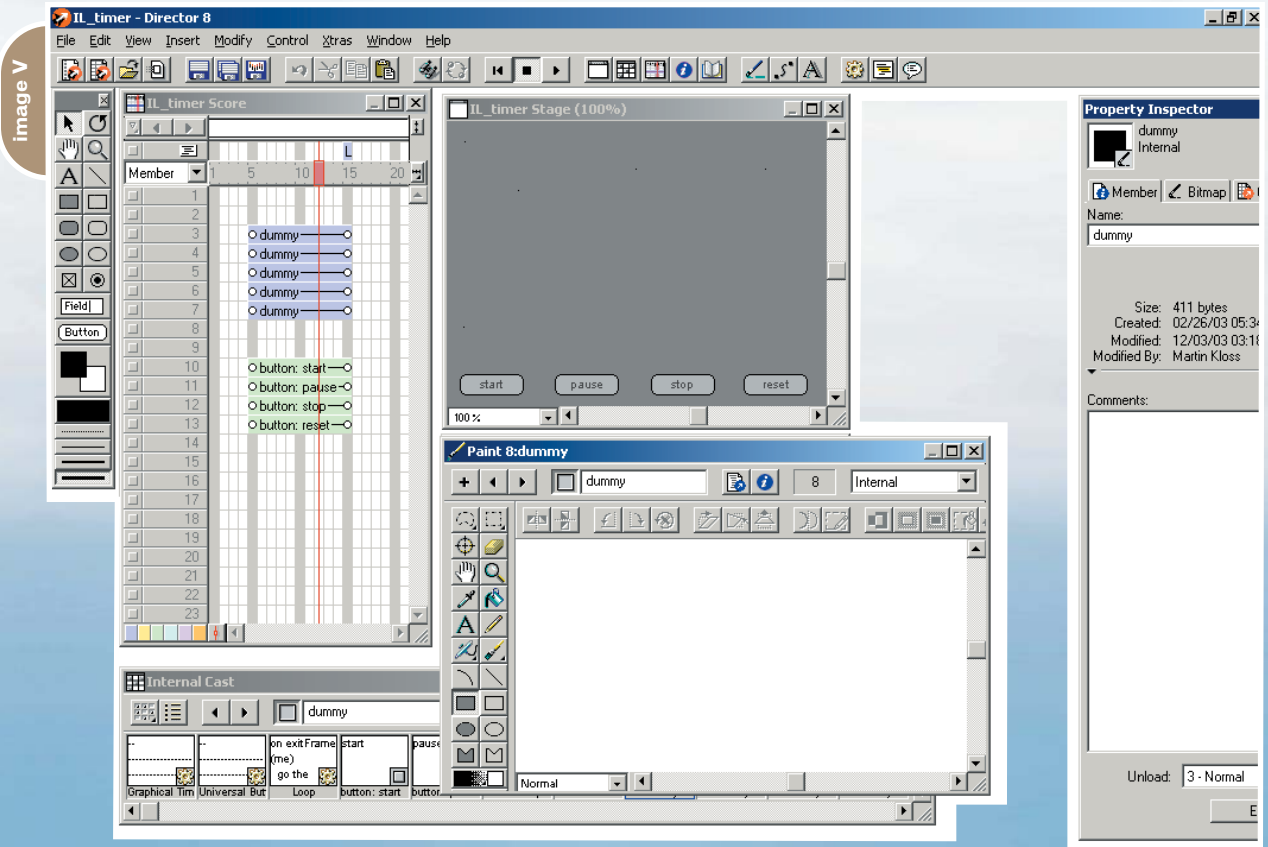 image V
IL_timer - Director 8
File Edit View Insert Modify Control Xtras Window Help
IL_timer Score
L
Member
1 5 10 15 20
1
2
3 dummy
4 dummy
5 dummy
6 dummy
7 dummy
8
9
10 button: start
11 button: pause
12 button: stop
13 button: reset
14
15
16
17
18
19
20
21
22
23
A
Field
Button
IL_timer Stage (100%)
start pause stop reset
100 %
Property Inspector
dummy
Internal
Member Bitmap
Name:
dummy
Size: 411 bytes
Created: 02/26/03 05:34
Modified: 12/03/03 03:18
Modified By: Martin Kloss
Comments:
Unload: 3 - Normal
E
Paint 8:dummy
dummy 8 Internal
A
Normal
Internal Cast
dummy
on exitFrame
(me)
go the
start
pause
Graphical Tim Universal But Loop button: start button